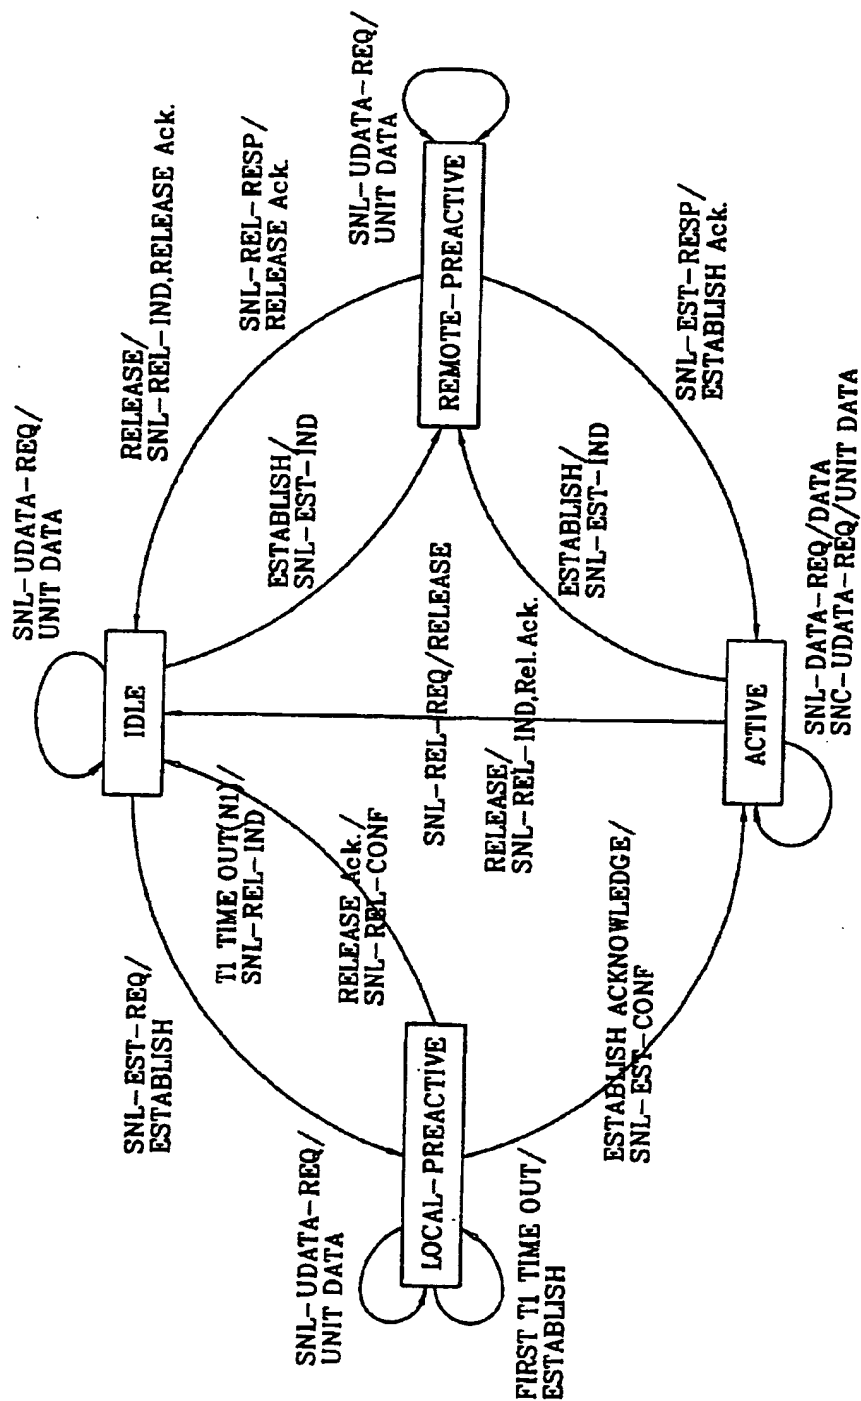 SNL-UDATA-REQ/
UNIT DATA
IDLE
SNL-EST-REQ/
ESTABLISH
T1 TIME OUT(N1)/
SNL-REL-IND
RELEASE Ack./
SNL-REL-CONF
RELEASE/
SNL-REL-IND,RELEASE Ack.
SNL-REL-RESP/
RELEASE Ack.
ESTABLISH/
SNL-EST-IND
SNL-UDATA-REQ/
UNIT DATA
LOCAL-PREACTIVE
FIRST T1 TIME OUT/
ESTABLISH
SNL-REL-REQ/RELEASE
RELEASE/
SNL-REL-IND,Rel.Ack.
SNL-UDATA-REQ/
UNIT DATA
REMOTE-PREACTIVE
ESTABLISH ACKNOWLEDGE/
SNL-EST-CONF
ESTABLISH/
SNL-EST-IND
SNL-EST-RESP/
ESTABLISH Ack.
ACTIVE
SNL-DATA-REQ/DATA
SNC-UDATA-REQ/UNIT DATA